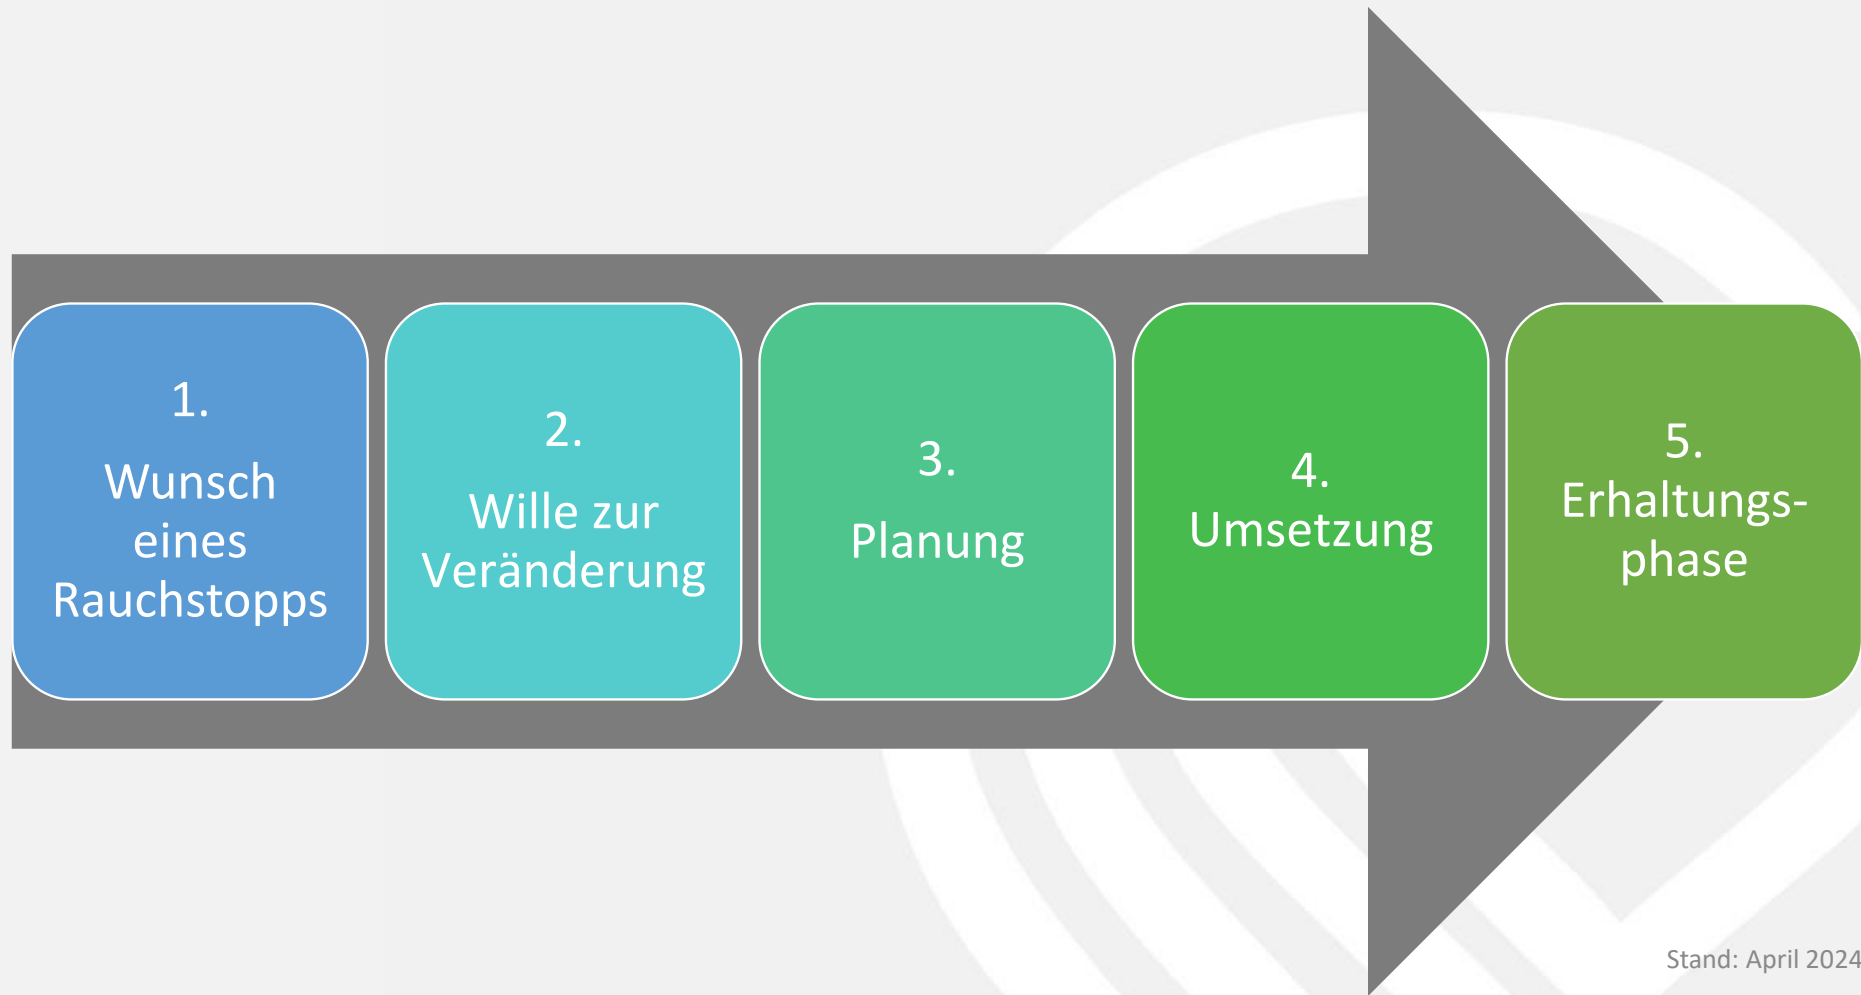 1.
Wunsch
eines
Rauchstopps
2.
Wille zur
Veränderung
3.
Planung
4.
Umsetzung
5.
Erhaltungs-
phase
Stand: April 2024